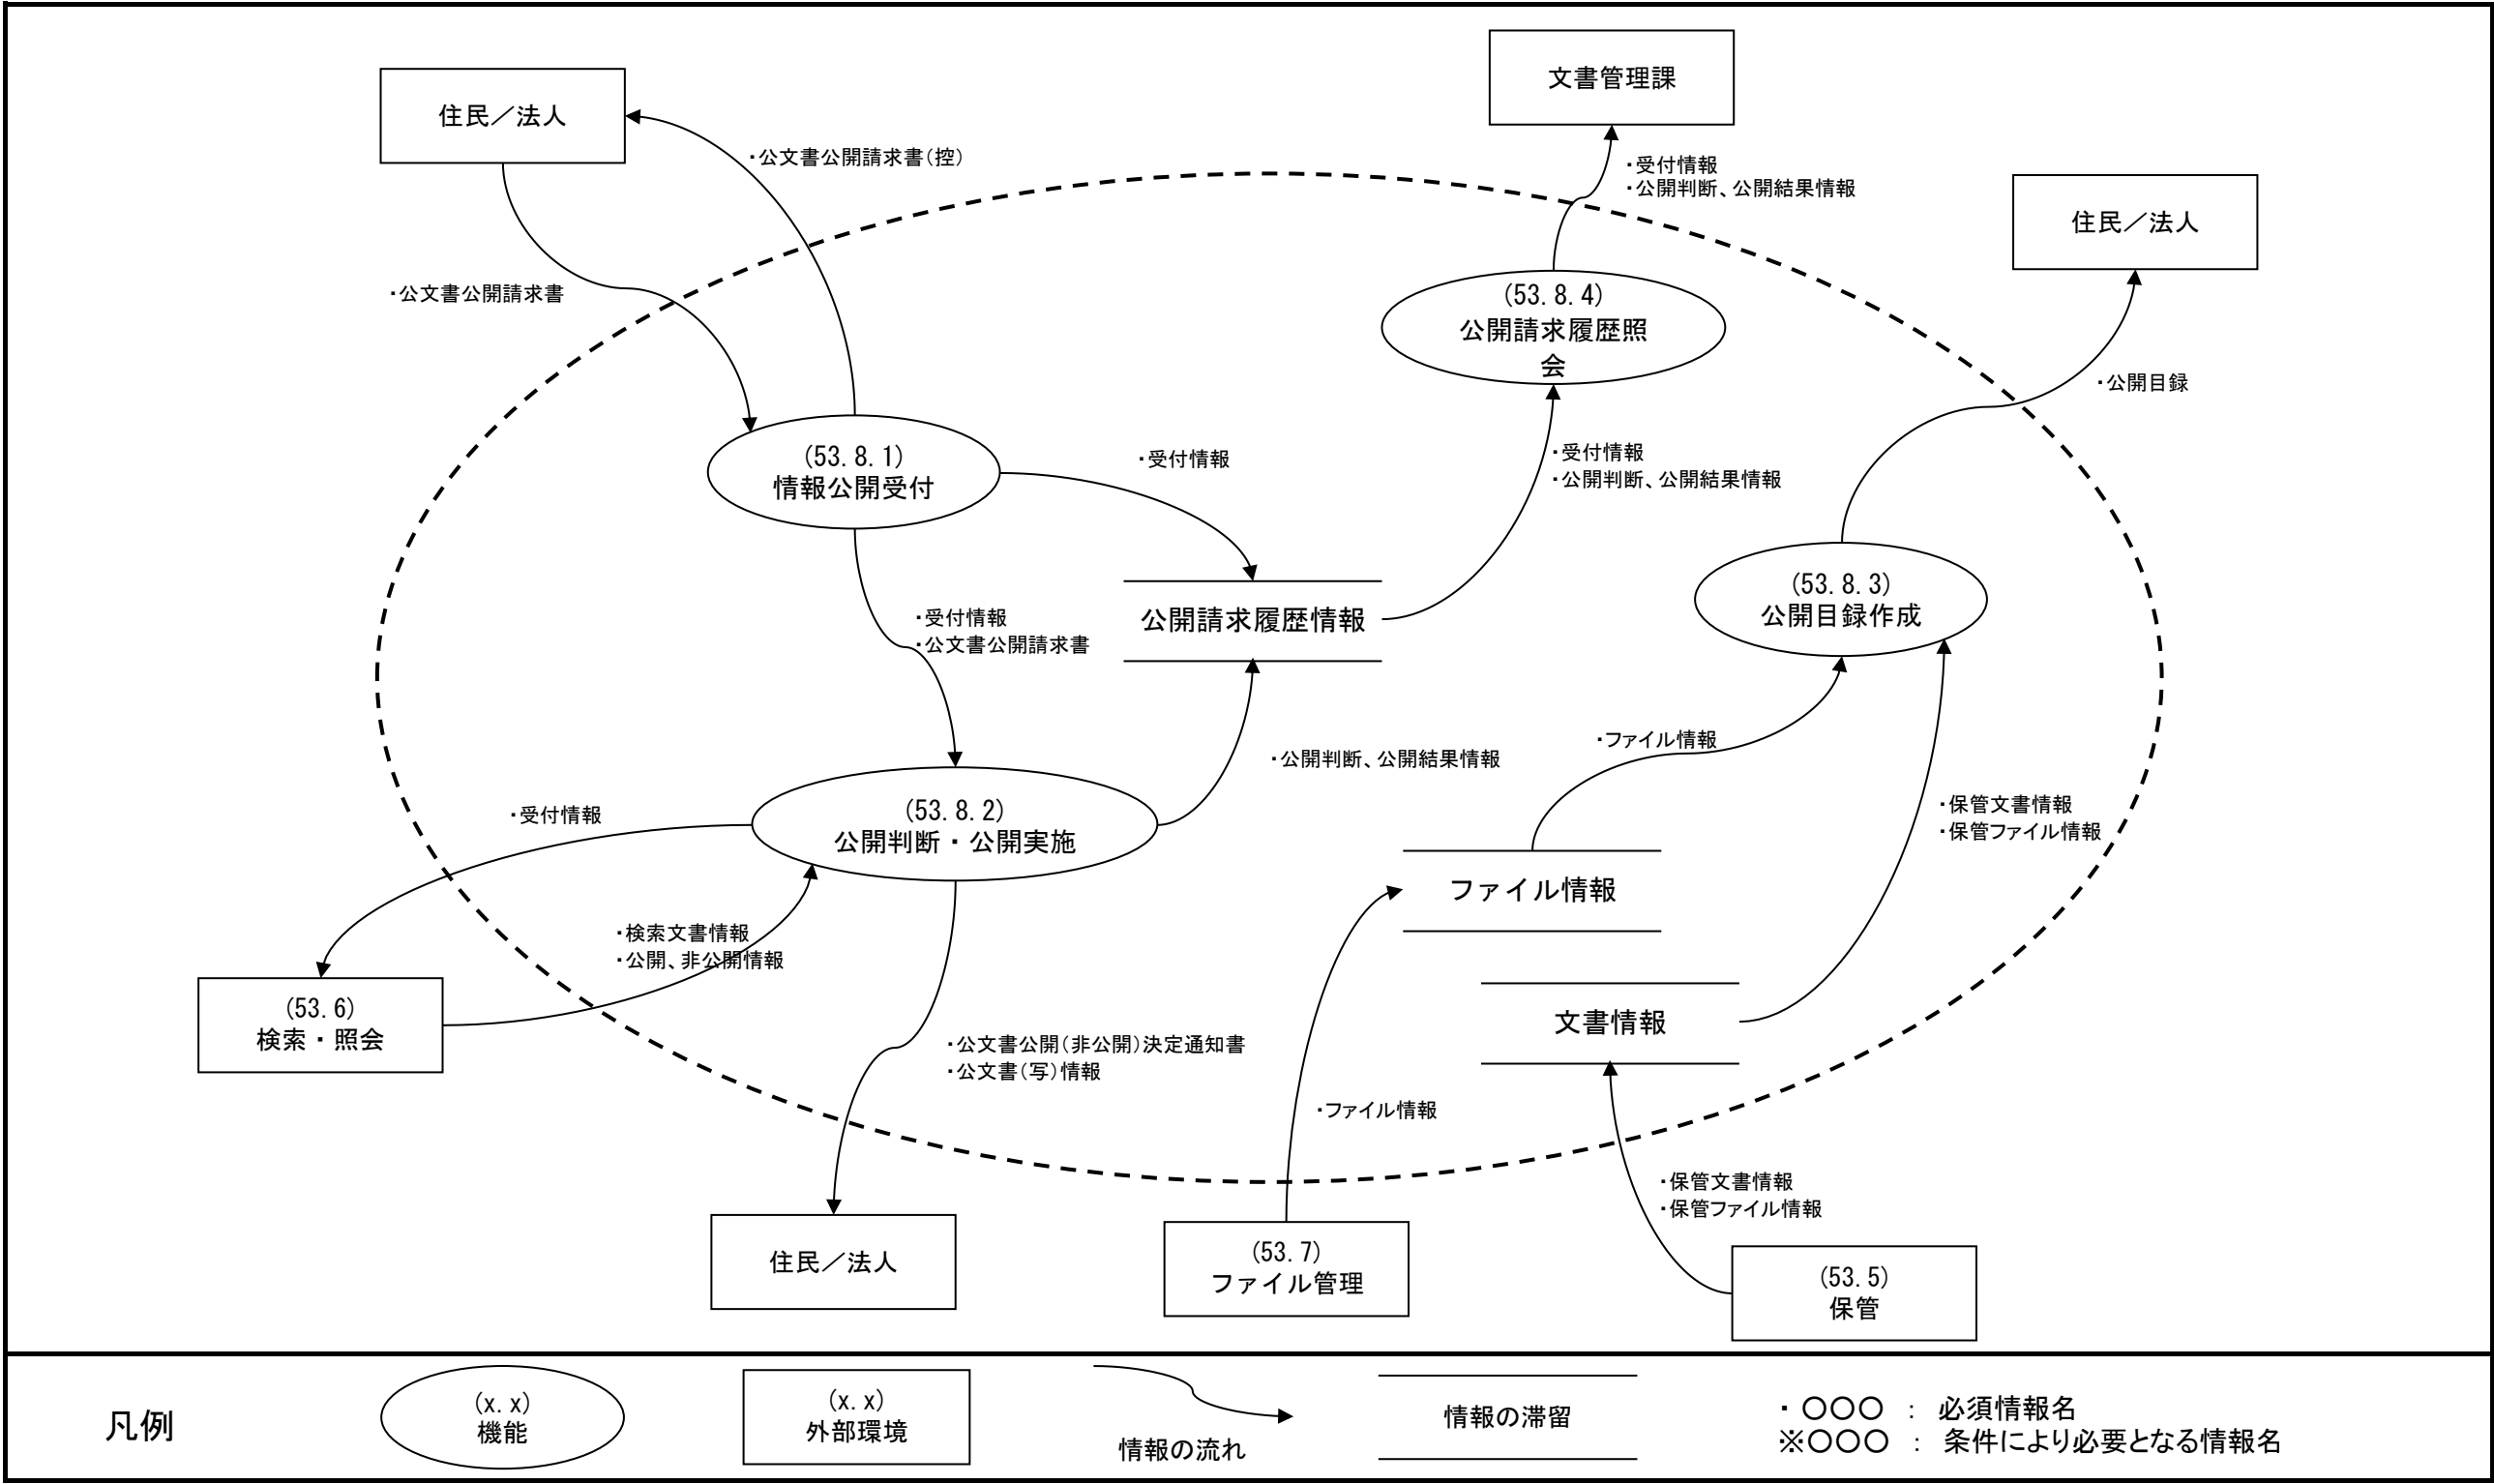 文書管理課
住民／法人
・公文書公開請求書（控）
・受付情報
・公開判断、公開結果情報
住民／法人
・公文書公開請求書
(53.8.4)
公開請求履歴照
会
・公開目録
(53.8.1)
情報公開受付
・受付情報
・受付情報
・公開判断、公開結果情報
(53.8.3)
公開目録作成
・受付情報
・公文書公開請求書
公開請求履歴情報
・ファイル情報
・公開判断、公開結果情報
・受付情報
(53.8.2)
公開判断・公開実施
・保管文書情報
・保管ファイル情報
ファイル情報
・検索文書情報
・公開、非公開情報
(53.6)
検索・照会
文書情報
・公文書公開（非公開）決定通知書
・公文書（写）情報
・ファイル情報
・保管文書情報
・保管ファイル情報
住民／法人
(53.7)
ファイル管理
(53.5)
保管
凡例
(x.x)
機能
(x.x)
外部環境
情報の流れ
情報の滞留
・ 〇〇〇 ： 必須情報名
※〇〇〇 ： 条件により必要となる情報名